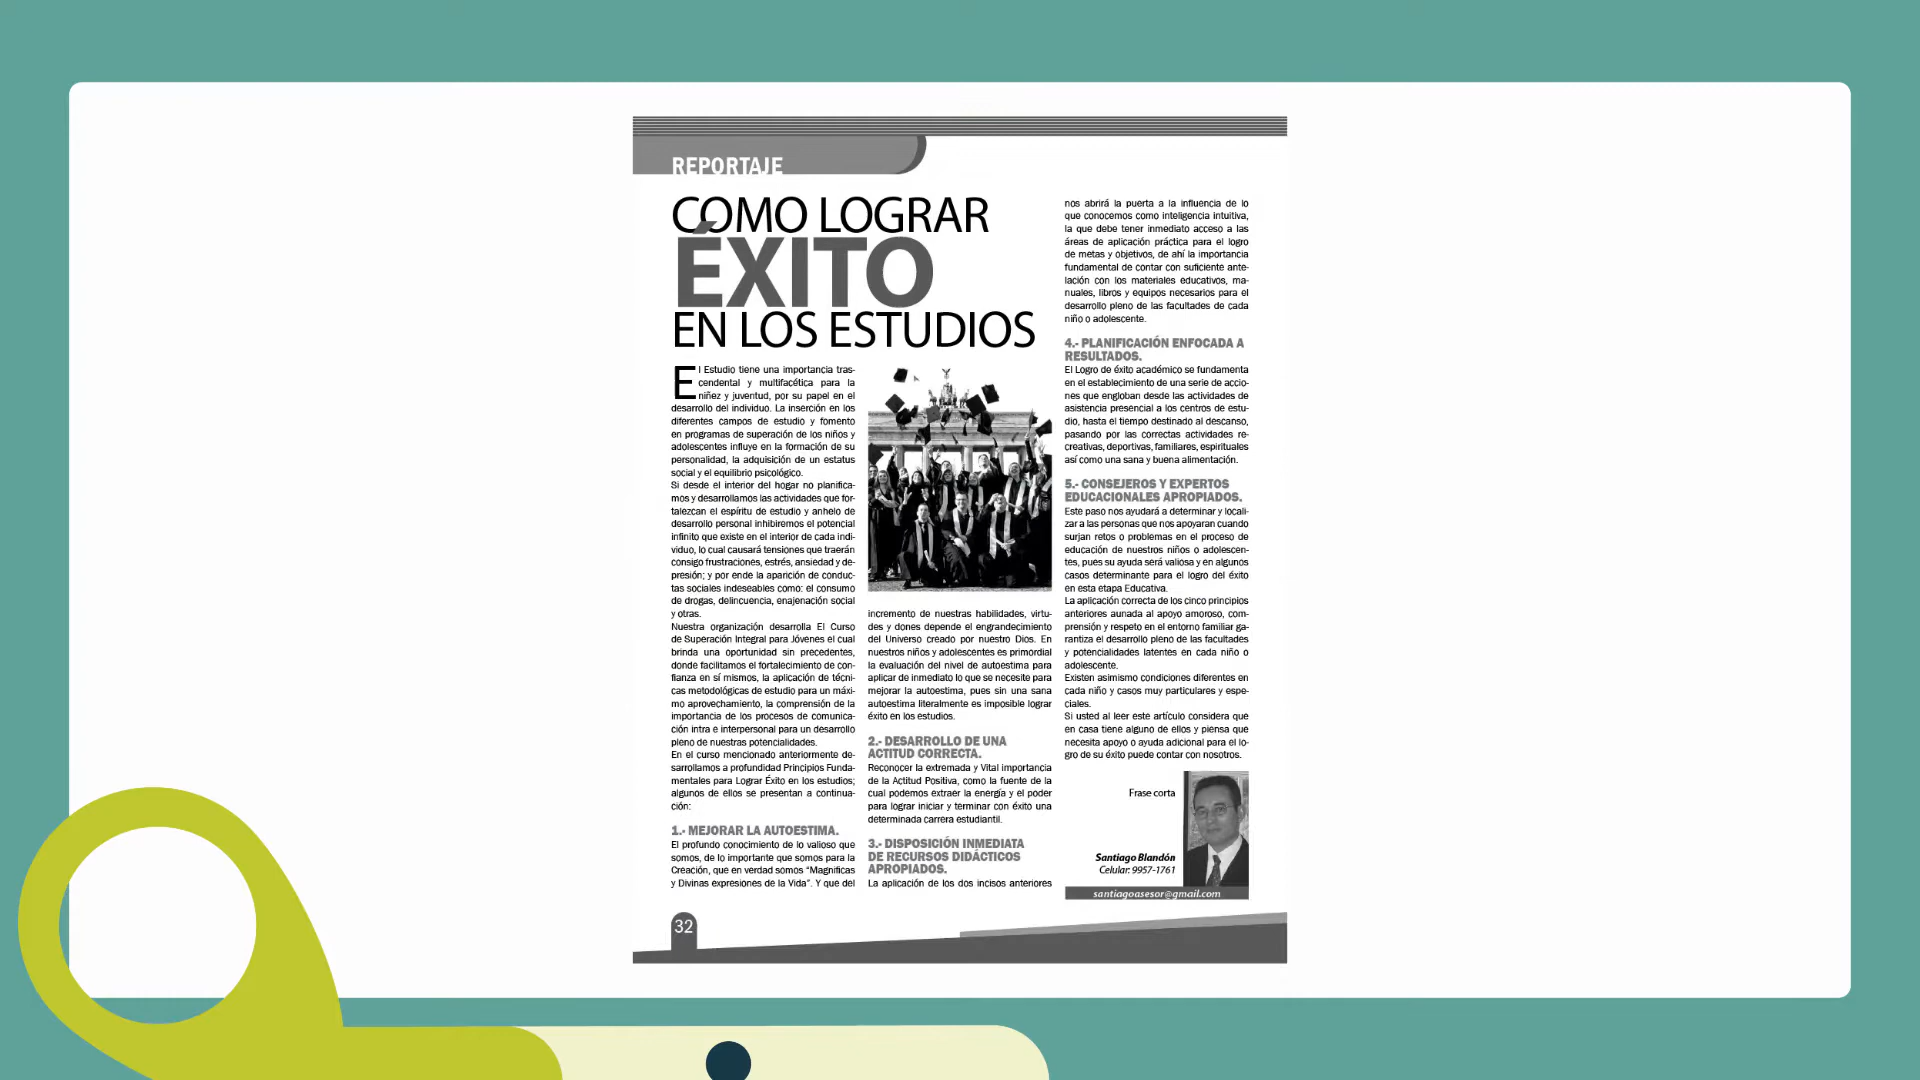 REPORTAJE
COMO LOGRAR
ÉXITO
EN LOS ESTUDIOS
El Estudio tiene una importancia tras-
cendental y multifacética para la
niñez y juventud, por su papel en el
desarrollo del individuo. La inserción en los
diferentes campos de estudio y fomento
en programas de superación de los niños y
adolescentes influye en la formación de su
personalidad, la adquisición de un estatus
social y el equilibrio psicológico.
Si desde el interior del hogar no planifica-
mos y desarrollamos las actividades que for-
talezcan el espíritu de estudio y anhelo de
desarrollo personal inhibiremos el potencial
infinito que existe en el interior de cada indi-
viduo, lo cual causará tensiones que traerán
consigo frustraciones, estrés, ansiedad y de-
presión; y por ende la aparición de conduc-
tas sociales indeseables como: el consumo
de drogas, delincuencia, enajenación social
y otras.
Nuestra organización desarrolla El Curso
de Superación Integral para Jóvenes el cual
brinda una oportunidad sin precedentes,
donde facilitamos el fortalecimiento de con-
fianza en sí mismos, la aplicación de técni-
cas metodológicas de estudio para un máxi-
mo aprovechamiento, la comprensión de la
importancia de los procesos de comunica-
ción intra e interpersonal para un desarrollo
pleno de nuestras potencialidades.
En el curso mencionado anteriormente de-
sarrollamos a profundidad Principios Funda-
mentales para Lograr Éxito en los estudios;
algunos de ellos se presentan a continua-
ción:
1.- MEJORAR LA AUTOESTIMA.
El profundo conocimiento de lo valioso que
somos, de lo importante que somos para la
Creación, que en verdad somos “Magnificas
y Divinas expresiones de la Vida”. Y que del
incremento de nuestras habilidades, virtu-
des y dones depende el engrandecimiento
del Universo creado por nuestro Dios. En
nuestros niños y adolescentes es primordial
la evaluación del nivel de autoestima para
aplicar de inmediato lo que se necesite para
mejorar la autoestima, pues sin una sana
autoestima literalmente es imposible lograr
éxito en los estudios.
2.- DESARROLLO DE UNA
ACTITUD CORRECTA.
Reconocer la extremada y Vital importancia
de la Actitud Positiva, como la fuente de la
cual podemos extraer la energía y el poder
para lograr iniciar y terminar con éxito una
determinada carrera estudiantil.
3.- DISPOSICIÓN INMEDIATA
DE RECURSOS DIDÁCTICOS
APROPIADOS.
La aplicación de los dos incisos anteriores
nos abrirá la puerta a la influencia de lo
que conocemos como inteligencia intuitiva,
la que debe tener inmediato acceso a las
áreas de aplicación práctica para el logro
de metas y objetivos, de ahí la importancia
fundamental de contar con suficiente ante-
lación con los materiales educativos, ma-
nuales, libros y equipos necesarios para el
desarrollo pleno de las facultades de cada
niño o adolescente.
4.- PLANIFICACIÓN ENFOCADA A
RESULTADOS.
El Logro de éxito académico se fundamenta
en el establecimiento de una serie de accio-
nes que engloban desde las actividades de
asistencia presencial a los centros de estu-
dio, hasta el tiempo destinado al descanso,
pasando por las correctas actividades re-
creativas, deportivas, familiares, espirituales
así como una sana y buena alimentación.
5.- CONSEJEROS Y EXPERTOS
EDUCACIONALES APROPIADOS.
Este paso nos ayudará a determinar y locali-
zar a las personas que nos apoyaran cuando
surjan retos o problemas en el proceso de
educación de nuestros niños o adolescen-
tes, pues su ayuda será valiosa y en algunos
casos determinante para el logro del éxito
en esta etapa Educativa.
La aplicación correcta de los cinco principios
anteriores aunada al apoyo amoroso, com-
prensión y respeto en el entorno familiar ga-
rantiza el desarrollo pleno de las facultades
y potencialidades latentes en cada niño o
adolescente.
Existen asimismo condiciones diferentes en
cada niño y casos muy particulares y espe-
ciales.
Si usted al leer este artículo considera que
en casa tiene alguno de ellos y piensa que
necesita apoyo o ayuda adicional para el lo-
gro de su éxito puede contar con nosotros.
Frase corta
Santiago Blandón
Celular: 9957-1761
santiagoasesor@gmail.com
32